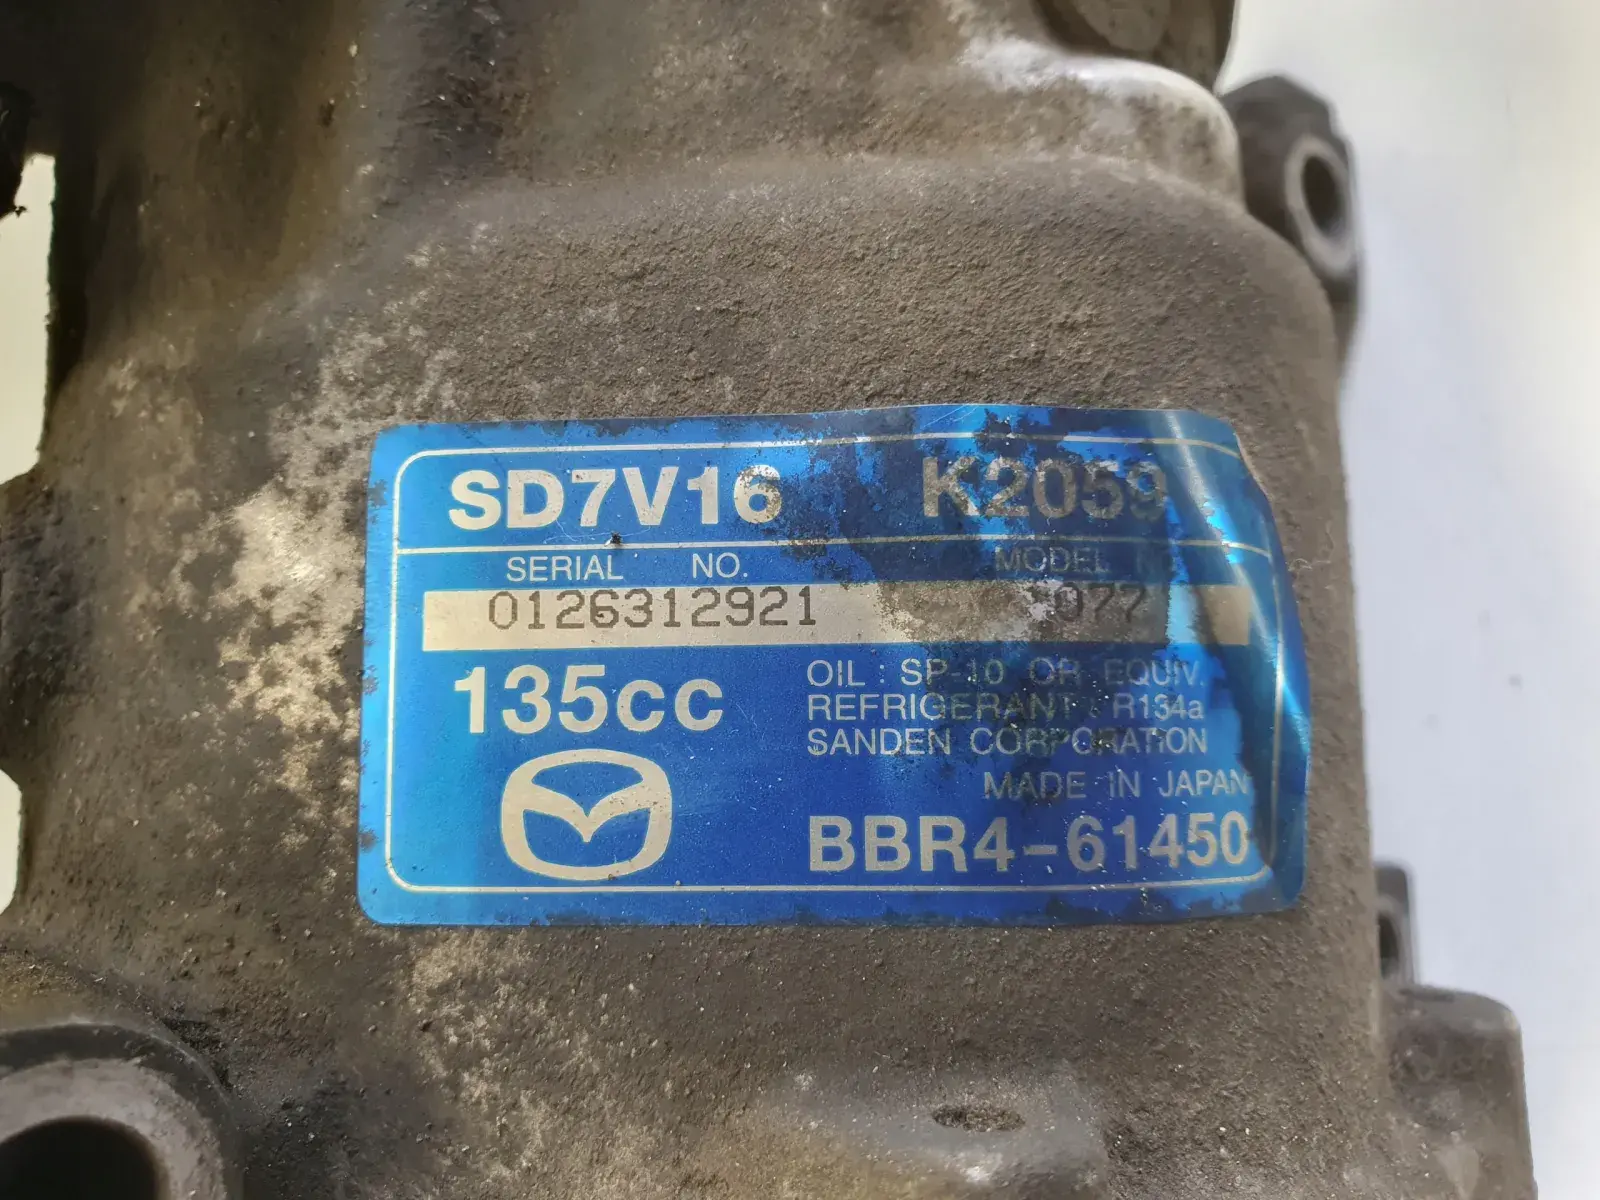 SD7V16 K2059
SERIAL NO. MODEL
0126312921 077
135cc
OIL : SP-10 OR EQUIV.
REFRIGERANT : R134a
SANDEN CORPORATION
MADE IN JAPAN
BBR4-61450